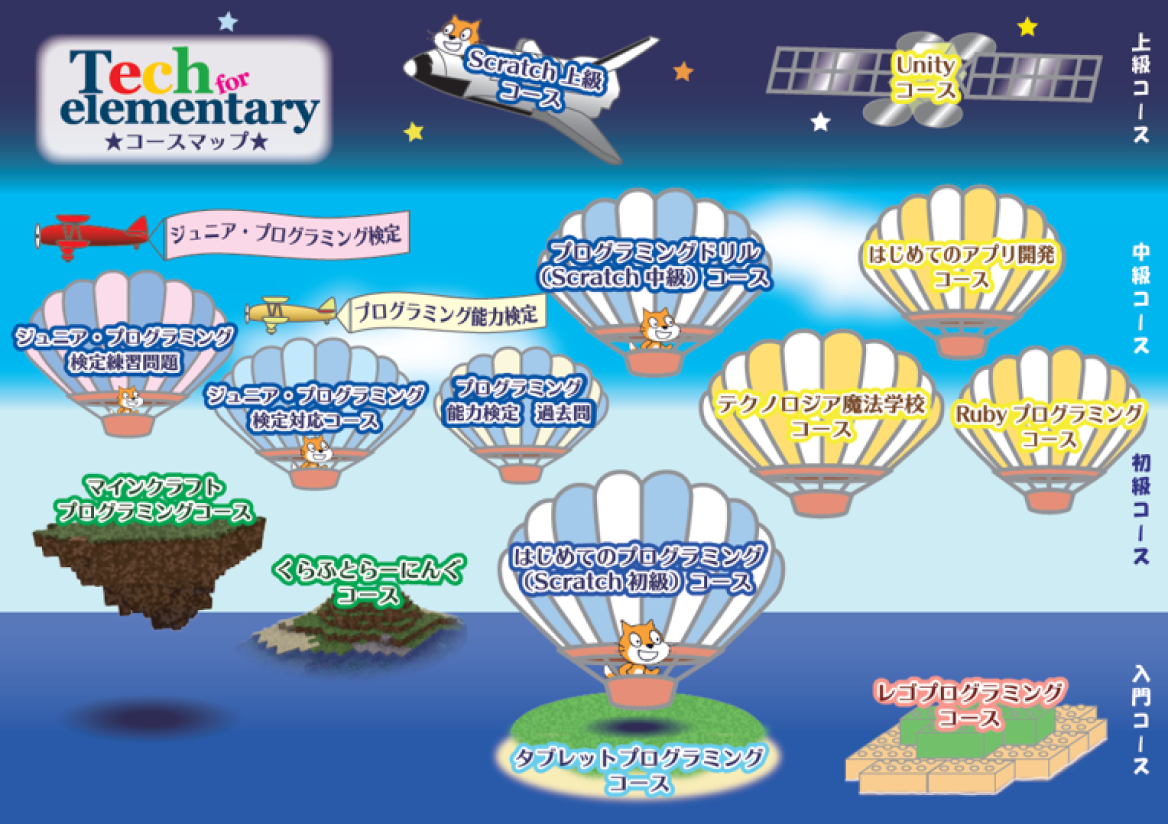 Tech for
elementary
★コースマップ★
Scratch上級
コース
Unity
コース
上級コース
ジュニア・プログラミング検定
プログラミング能力検定
プログラミングドリル
(Scratch 中級)コース
はじめてのアプリ開発
コース
中級コース
ジュニア・プログラミング
検定練習問題
ジュニア・プログラミング
検定対応コース
プログラミング
能力検定 過去問
テクノロジア魔法学校
コース
Ruby プログラミング
コース
初級コース
マインクラフト
プログラミングコース
くらふとらーにんぐ
コース
はじめてのプログラミング
(Scratch 初級)コース
タブレットプログラミング
コース
レゴプログラミング
コース
入門コース